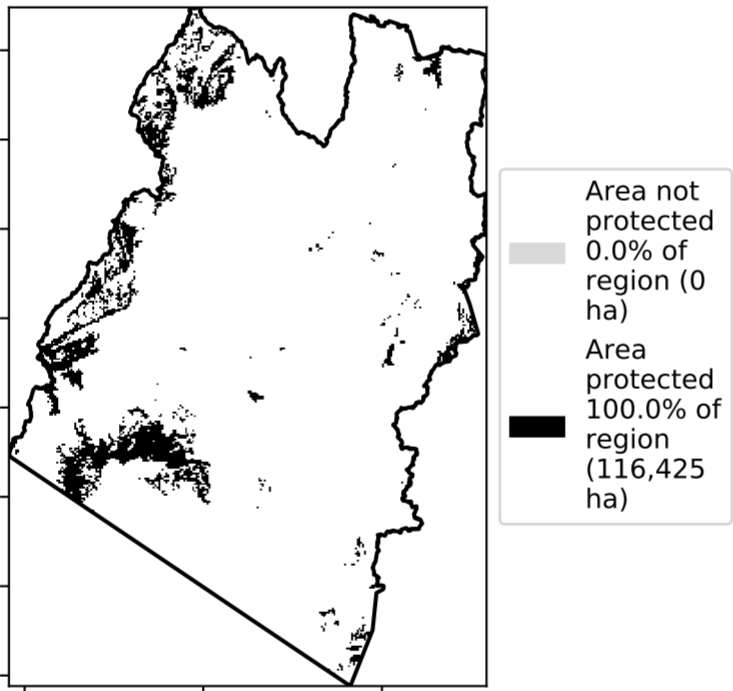 Area not
protected
0.0% of
region (0
ha)
Area
protected
100.0% of
region
(116,425
ha)